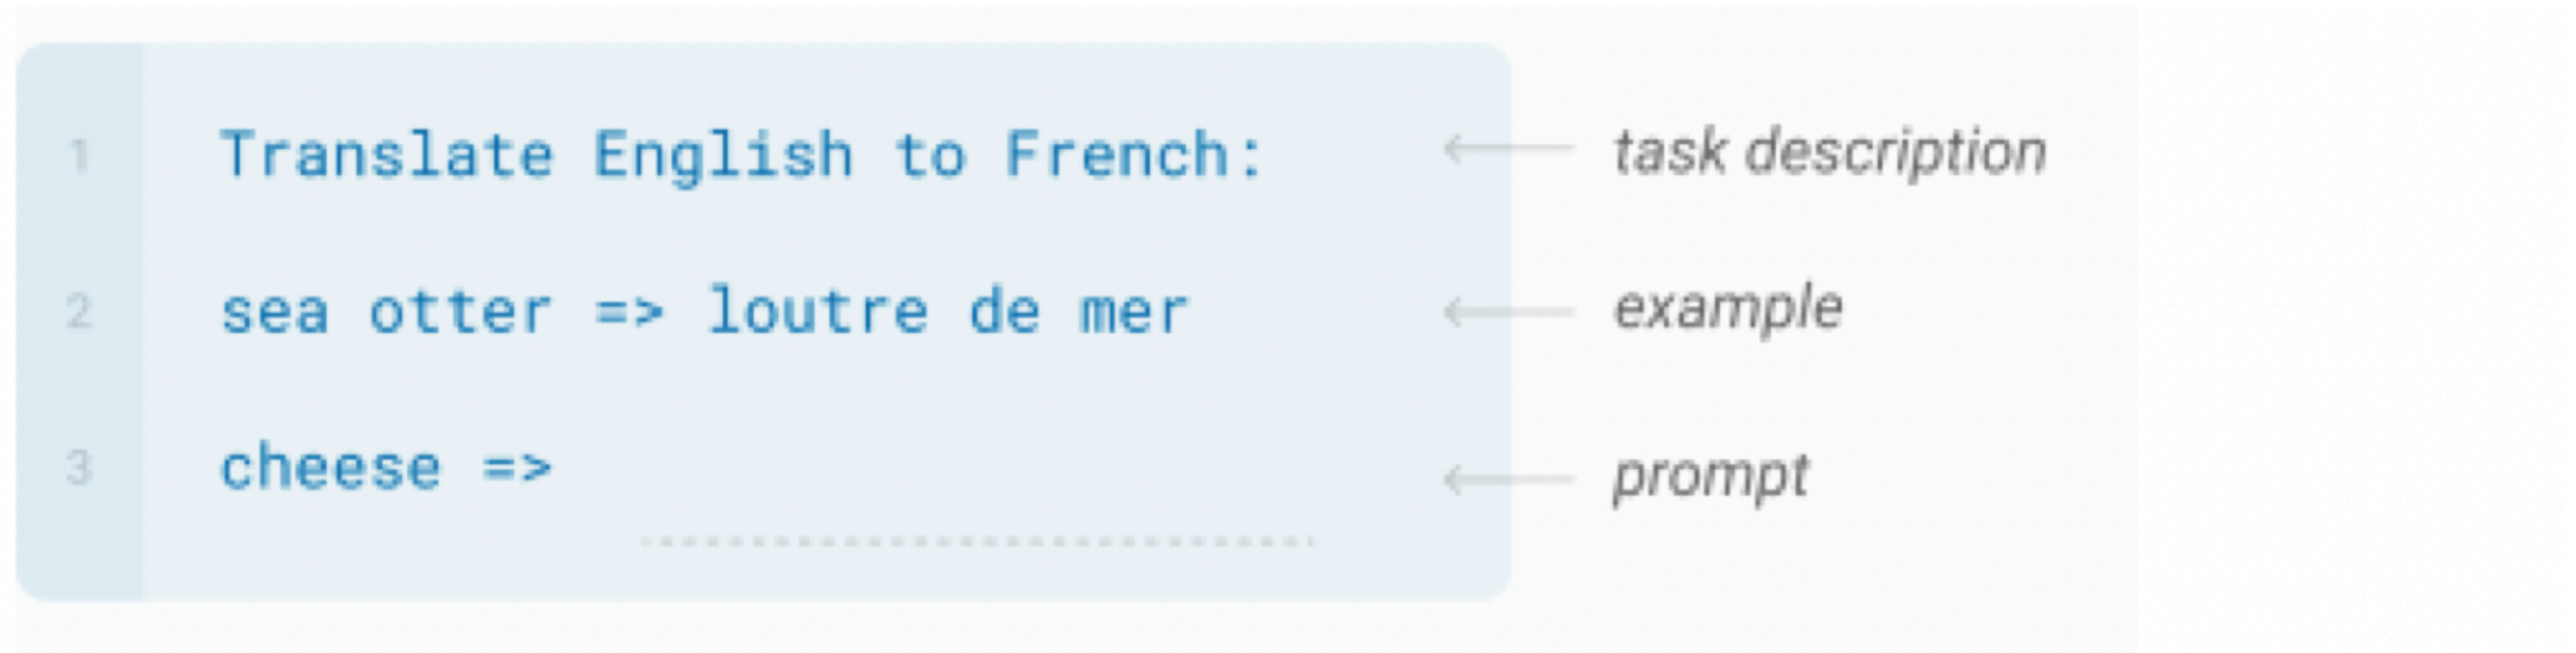 1 Translate English to French: ← task description
2 sea otter => loutre de mer ← example
3 cheese => ← prompt